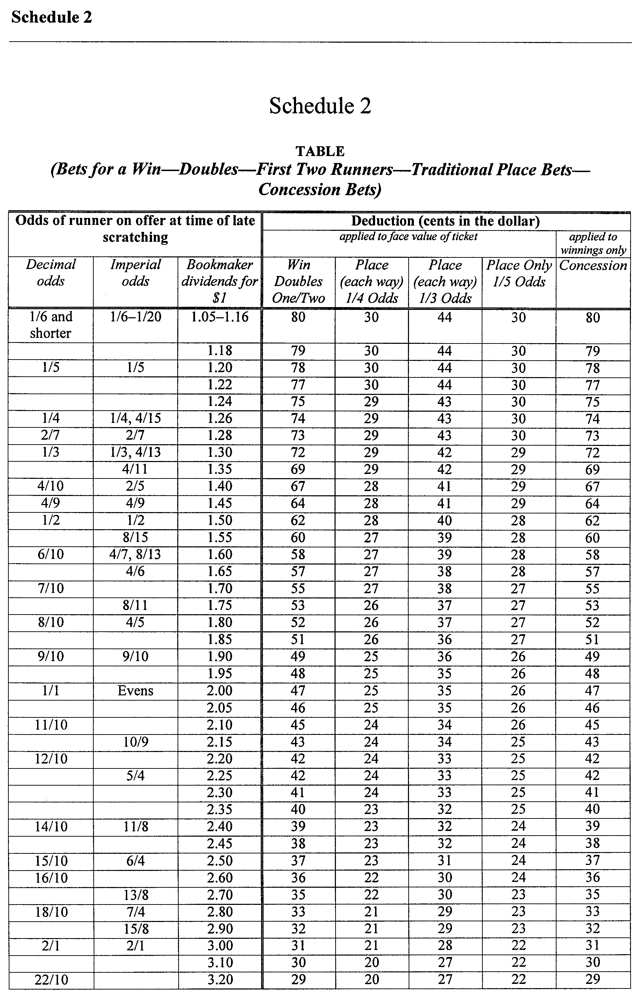 Schedule 2
Schedule 2
TABLE
(Bets for a Win—Doubles—First Two Runners—Traditional Place Bets—
Concession Bets)
Odds of runner on offer at time of late scratching Deduction (cents in the dollar)
applied to face value of ticket applied to winnings only
Decimal odds Imperial odds Bookmaker dividends for $1 Win Doubles One/Two Place (each way) 1/4 Odds Place (each way) 1/3 Odds Place Only 1/5 Odds Concession
1/6 and shorter 1/6–1/20 1.05–1.16 80 30 44 30 80
1.18 79 30 44 30 79
1/5 1/5 1.20 78 30 44 30 78
1.22 77 30 44 30 77
1.24 75 29 43 30 75
1/4 1/4, 4/15 1.26 74 29 43 30 74
2/7 2/7 1.28 73 29 43 30 73
1/3 1/3, 4/13 1.30 72 29 42 29 72
4/11 1.35 69 29 42 29 69
4/10 2/5 1.40 67 28 41 29 67
4/9 4/9 1.45 64 28 41 29 64
1/2 1/2 1.50 62 28 40 28 62
8/15 1.55 60 27 39 28 60
6/10 4/7, 8/13 1.60 58 27 39 28 58
4/6 1.65 57 27 38 28 57
7/10 1.70 55 27 38 27 55
8/11 1.75 53 26 37 27 53
8/10 4/5 1.80 52 26 37 27 52
1.85 51 26 36 27 51
9/10 9/10 1.90 49 25 36 26 49
1.95 48 25 35 26 48
1/1 Evens 2.00 47 25 35 26 47
2.05 46 25 35 26 46
11/10 2.10 45 24 34 26 45
10/9 2.15 43 24 34 25 43
12/10 2.20 42 24 33 25 42
5/4 2.25 42 24 33 25 42
2.30 41 24 33 25 41
2.35 40 23 32 25 40
14/10 11/8 2.40 39 23 32 24 39
2.45 38 23 32 24 38
15/10 6/4 2.50 37 23 31 24 37
16/10 2.60 36 22 30 24 36
13/8 2.70 35 22 30 23 35
18/10 7/4 2.80 33 21 29 23 33
15/8 2.90 32 21 29 23 32
2/1 2/1 3.00 31 21 28 22 31
3.10 30 20 27 22 30
22/10 3.20 29 20 27 22 29